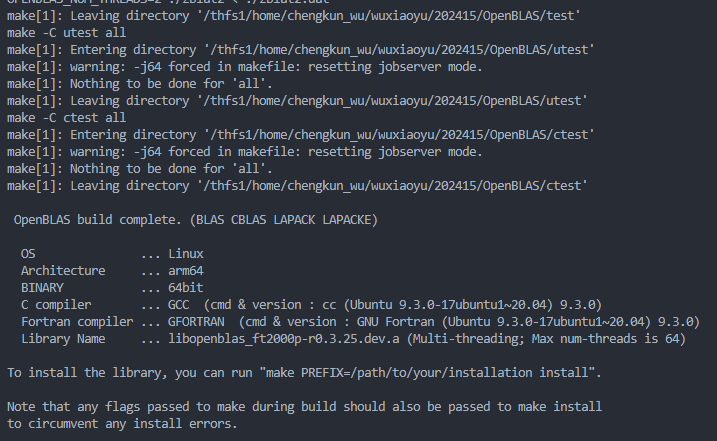 OPENBLAS_NUM_THREADS=2 ./zblat2 < ./zblat2.dat
make[1]: Leaving directory '/thfs1/home/chengkun_wu/wuxiaoyu/202415/OpenBLAS/test'
make -C utest all
make[1]: Entering directory '/thfs1/home/chengkun_wu/wuxiaoyu/202415/OpenBLAS/utest'
make[1]: warning: -j64 forced in makefile: resetting jobserver mode.
make[1]: Nothing to be done for 'all'.
make[1]: Leaving directory '/thfs1/home/chengkun_wu/wuxiaoyu/202415/OpenBLAS/utest'
make -C ctest all
make[1]: Entering directory '/thfs1/home/chengkun_wu/wuxiaoyu/202415/OpenBLAS/ctest'
make[1]: warning: -j64 forced in makefile: resetting jobserver mode.
make[1]: Nothing to be done for 'all'.
make[1]: Leaving directory '/thfs1/home/chengkun_wu/wuxiaoyu/202415/OpenBLAS/ctest'
OpenBLAS build complete. (BLAS CBLAS LAPACK LAPACKE)
OS ... Linux
Architecture ... arm64
BINARY ... 64bit
C compiler ... GCC (cmd & version : cc (Ubuntu 9.3.0-17ubuntu1~20.04) 9.3.0)
Fortran compiler ... GFORTRAN (cmd & version : GNU Fortran (Ubuntu 9.3.0-17ubuntu1~20.04) 9.3.0)
Library Name ... libopenblas_ft2000p-r0.3.25.dev.a (Multi-threading; Max num-threads is 64)
To install the library, you can run "make PREFIX=/path/to/your/installation install".
Note that any flags passed to make during build should also be passed to make install
to circumvent any install errors.